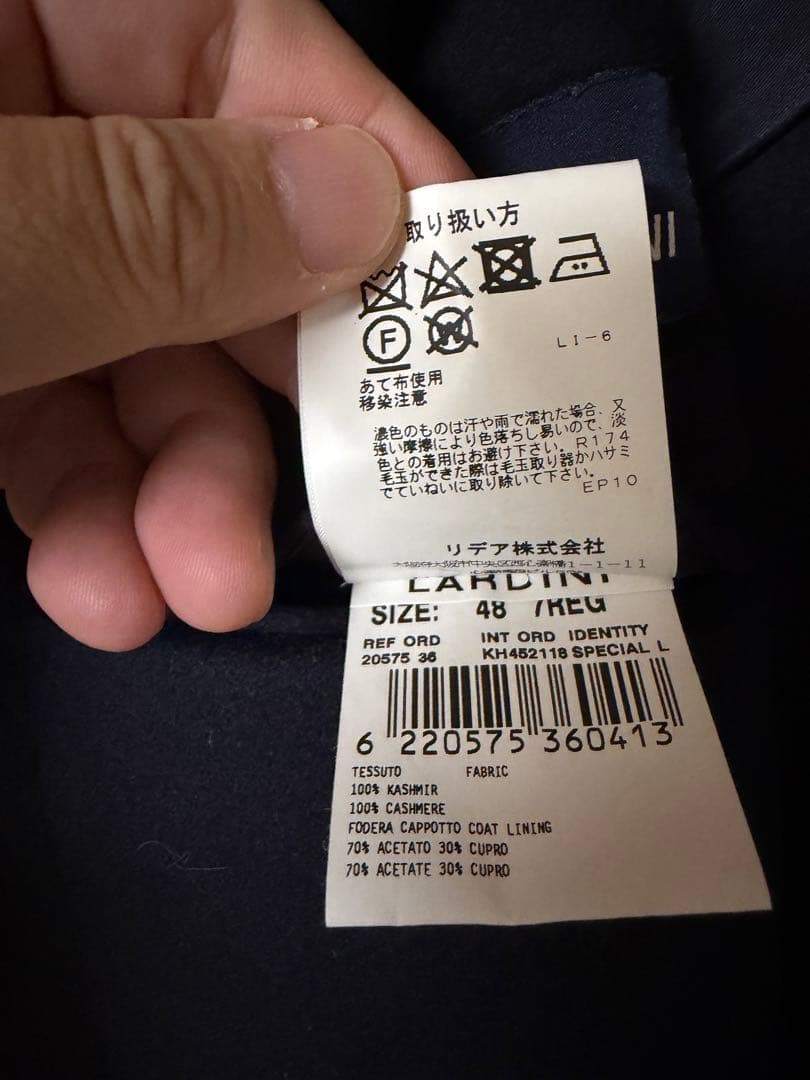 取り扱い方
F
W
LI-6
あて布使用
移染注意
濃色のものは汗や雨で濡れた場合、又
強い摩擦により色落ちし易いので、淡
色との着用はお避け下さい。R174
毛玉ができた際は毛玉取り器かハサミ
でていねいに取り除いて下さい。
EP10
リデア株式会社
1-1-11
LARDINI
SIZE: 48 /REG
REF ORD INT ORD IDENTITY
20575 36 KH452118 SPECIAL L
6 220575 360413
TESSUTO FABRIC
100% KASHMIR
100% CASHMERE
FODERA CAPPOTTO COAT LINING
70% ACETATO 30% CUPRO
70% ACETATE 30% CUPRO